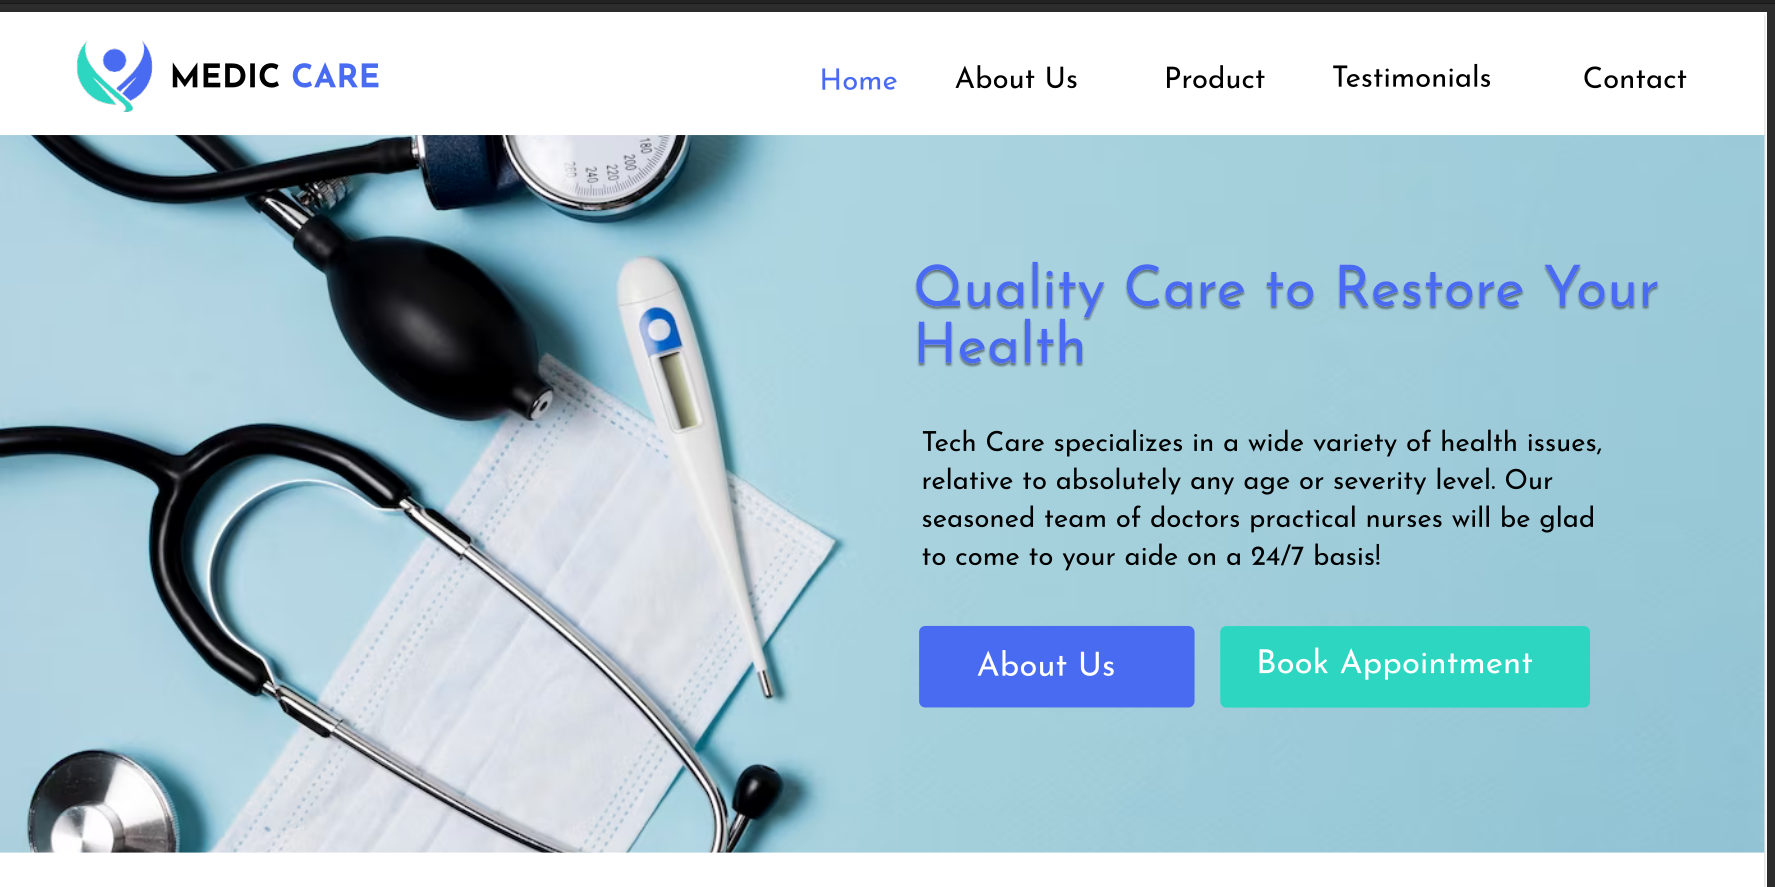 MEDIC CARE
Home About Us Product Testimonials Contact
260 240 220 200 180
Quality Care to Restore Your
Health
Tech Care specializes in a wide variety of health issues,
relative to absolutely any age or severity level. Our
seasoned team of doctors practical nurses will be glad
to come to your aide on a 24/7 basis!
About Us
Book Appointment